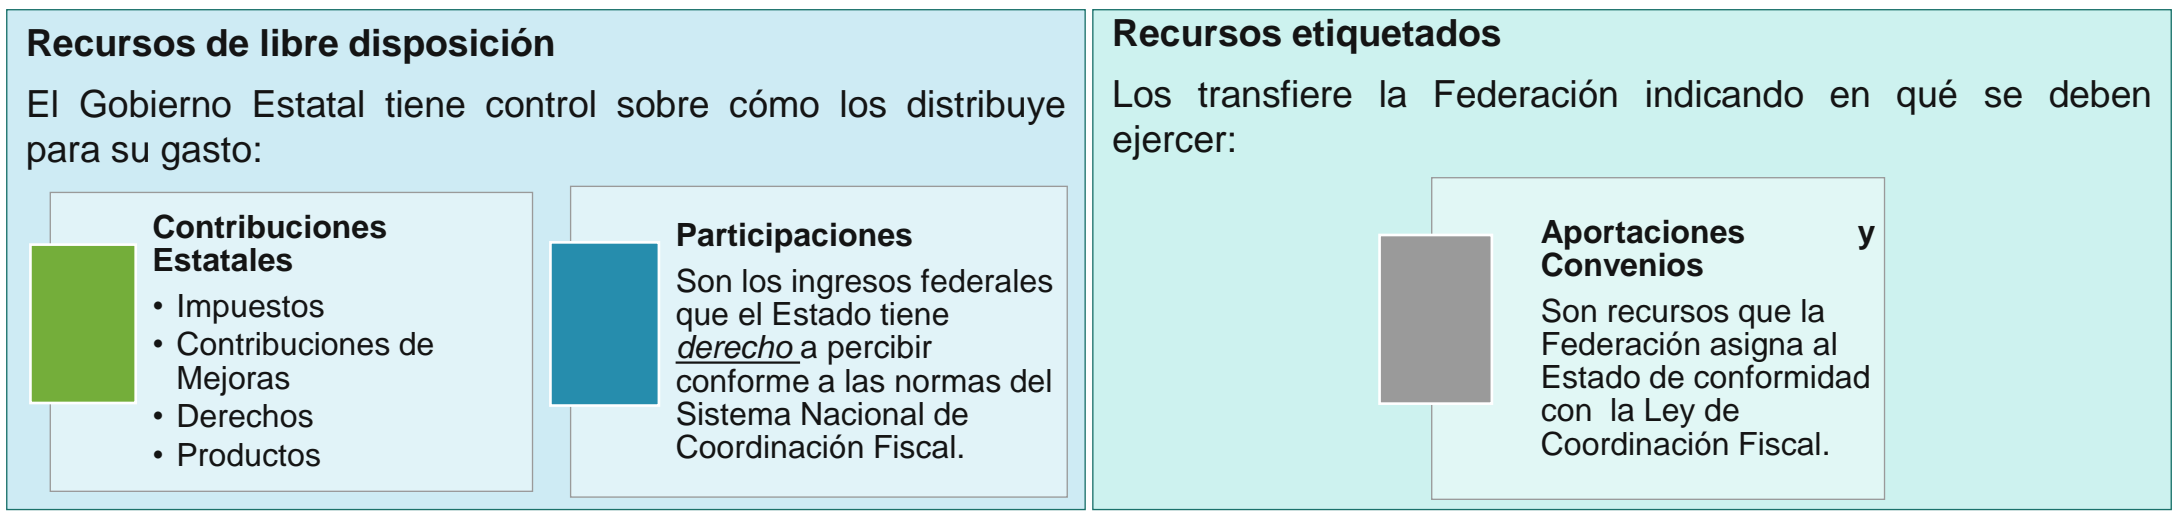 Recursos de libre disposición
El Gobierno Estatal tiene control sobre cómo los distribuye
para su gasto:
Contribuciones
Estatales
• Impuestos
• Contribuciones de
Mejoras
• Derechos
• Productos
Participaciones
Son los ingresos federales
que el Estado tiene
derecho a percibir
conforme a las normas del
Sistema Nacional de
Coordinación Fiscal.
Recursos etiquetados
Los transfiere la Federación indicando en qué se deben
ejercer:
Aportaciones y
Convenios
Son recursos que la
Federación asigna al
Estado de conformidad
con la Ley de
Coordinación Fiscal.